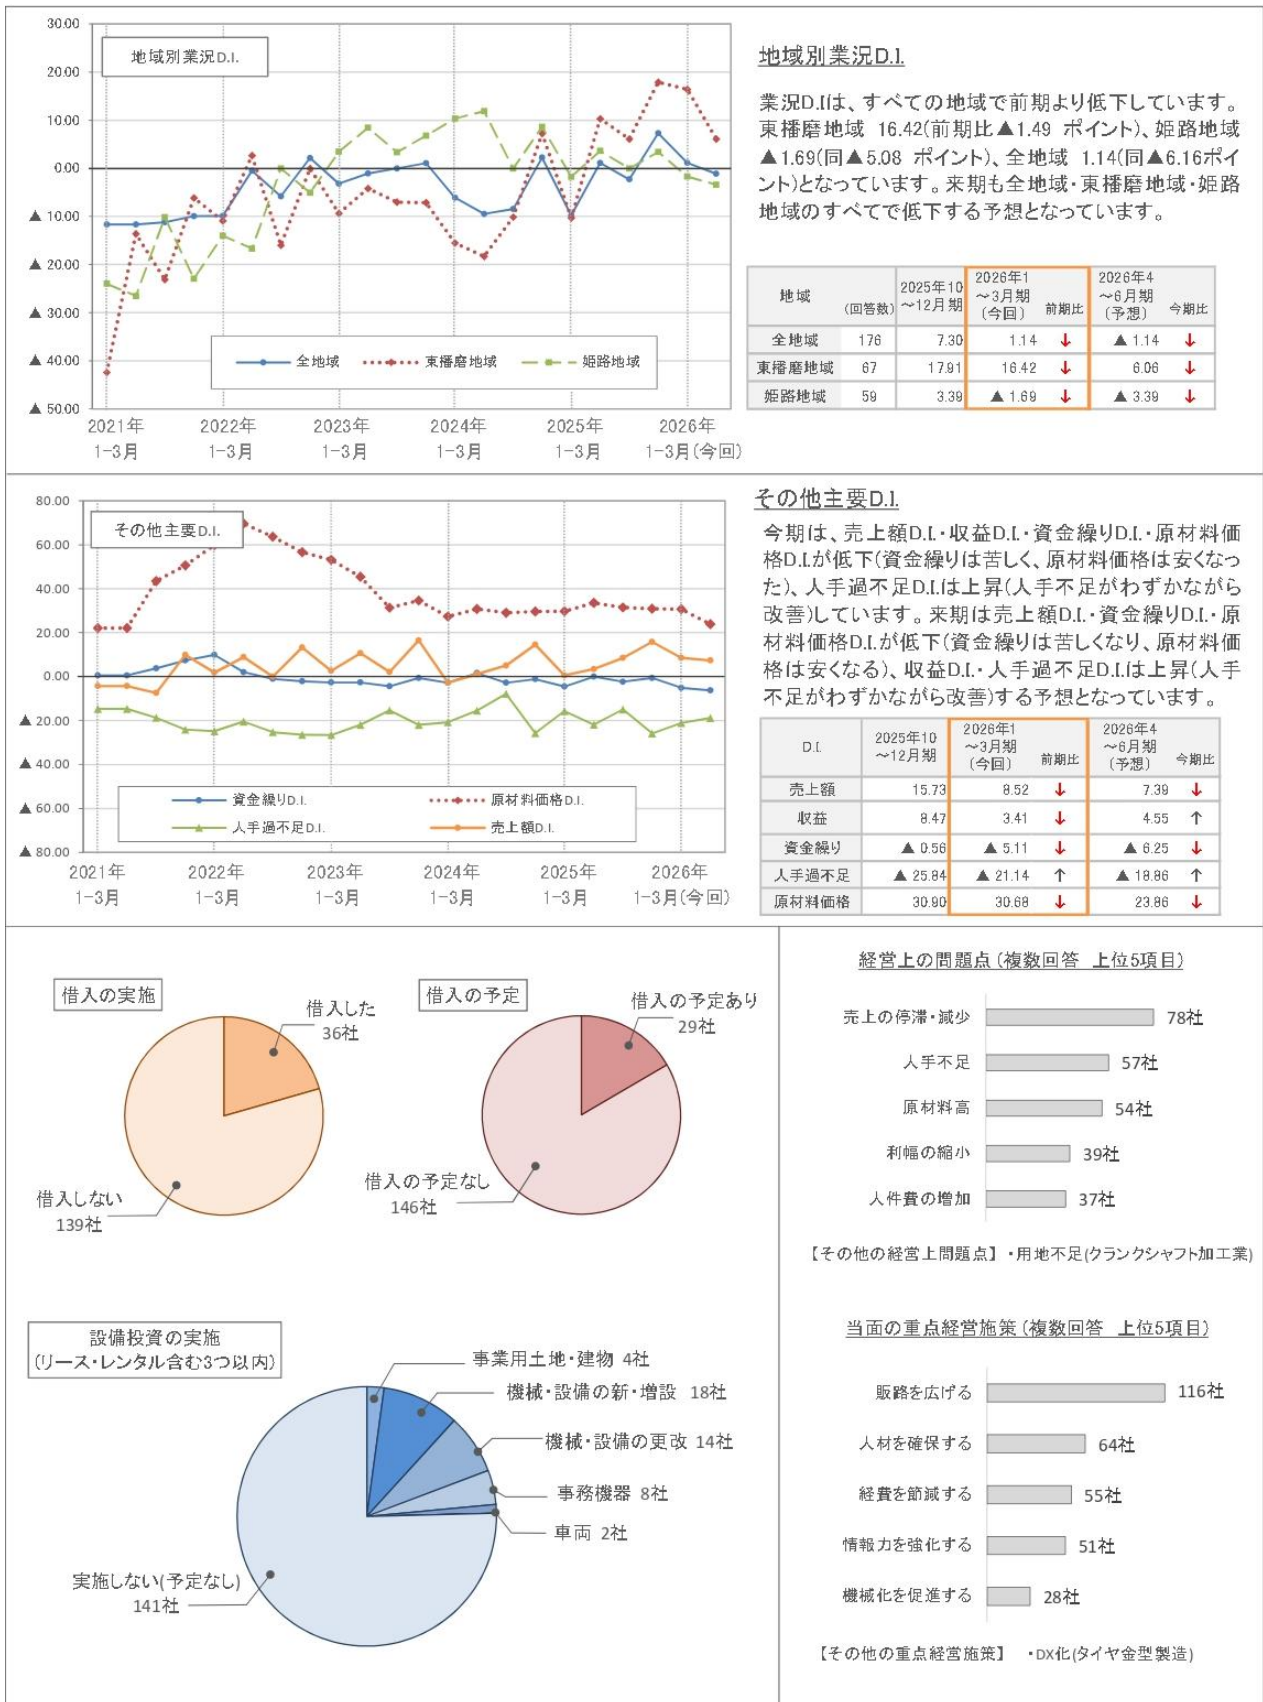 30.00
20.00
10.00
0.00
▲ 10.00
▲ 20.00
▲ 30.00
▲ 40.00
▲ 50.00
地域別業況D.I.
全地域 東播磨地域 姫路地域
2021年 2022年 2023年 2024年 2025年 2026年
1-3月 1-3月 1-3月 1-3月 1-3月 1-3月(今回)
地域別業況D.I.
業況D.I.は、すべての地域で前期より低下しています。
東播磨地域 16.42(前期比▲1.49 ポイント)、姫路地域
▲1.69(同▲5.08 ポイント)、全地域 1.14(同▲6.16ポイ
ント)となっています。来期も全地域・東播磨地域・姫路
地域のすべてで低下する予想となっています。
地域 (回答数) 2025年10～12月期 2026年1～3月期(今回) 前期比 2026年4～6月期(予想) 今期比
全地域 176 7.30 1.14 ↓ ▲ 1.14 ↓
東播磨地域 67 17.91 16.42 ↓ 6.06 ↓
姫路地域 59 3.39 ▲ 1.69 ↓ ▲ 3.39 ↓
80.00
60.00
40.00
20.00
0.00
▲ 20.00
▲ 40.00
▲ 60.00
▲ 80.00
その他主要D.I.
資金繰りD.I. 原材料価格D.I.
人手過不足D.I. 売上額D.I.
2021年 2022年 2023年 2024年 2025年 2026年
1-3月 1-3月 1-3月 1-3月 1-3月 1-3月(今回)
その他主要D.I.
今期は、売上額D.I.・収益D.I.・資金繰りD.I.・原材料価
格D.I.が低下(資金繰りは苦しく、原材料価格は安くなっ
た)、人手過不足D.I.は上昇(人手不足がわずかながら
改善)しています。来期は売上額D.I.・資金繰りD.I.・原
材料価格D.I.が低下(資金繰りは苦しくなり、原材料価
格は安くなる)、収益D.I.・人手過不足D.I.は上昇(人手
不足がわずかながら改善)する予想となっています。
D.I. 2025年10～12月期 2026年1～3月期(今回) 前期比 2026年4～6月期(予想) 今期比
売上額 15.73 8.52 ↓ 7.39 ↓
収益 8.47 3.41 ↓ 4.55 ↑
資金繰り ▲ 0.56 ▲ 5.11 ↓ ▲ 6.25 ↓
人手過不足 ▲ 25.84 ▲ 21.14 ↑ ▲ 18.86 ↑
原材料価格 30.90 30.68 ↓ 23.86 ↓
借入の実施
借入した
36社
借入しない
139社
借入の予定
借入の予定あり
29社
借入の予定なし
146社
設備投資の実施
(リース・レンタル含む3つ以内)
事業用土地・建物 4社
機械・設備の新・増設 18社
機械・設備の更改 14社
事務機器 8社
車両 2社
実施しない(予定なし)
141社
経営上の問題点(複数回答 上位5項目)
売上の停滞・減少 78社
人手不足 57社
原材料高 54社
利幅の縮小 39社
人件費の増加 37社
【その他の経営上問題点】 ・用地不足(クランクシャフト加工業)
当面の重点経営施策(複数回答 上位5項目)
販路を広げる 116社
人材を確保する 64社
経費を節減する 55社
情報力を強化する 51社
機械化を促進する 28社
【その他の重点経営施策】 ・DX化(タイヤ金型製造)